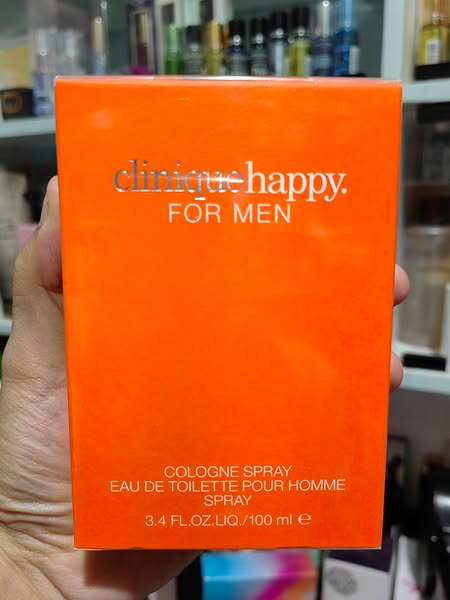 cliniquehappy.
FOR MEN
COLOGNE SPRAY
EAU DE TOILETTE POUR HOMME
SPRAY
3.4 FL.OZ.LIQ./100 ml ℮